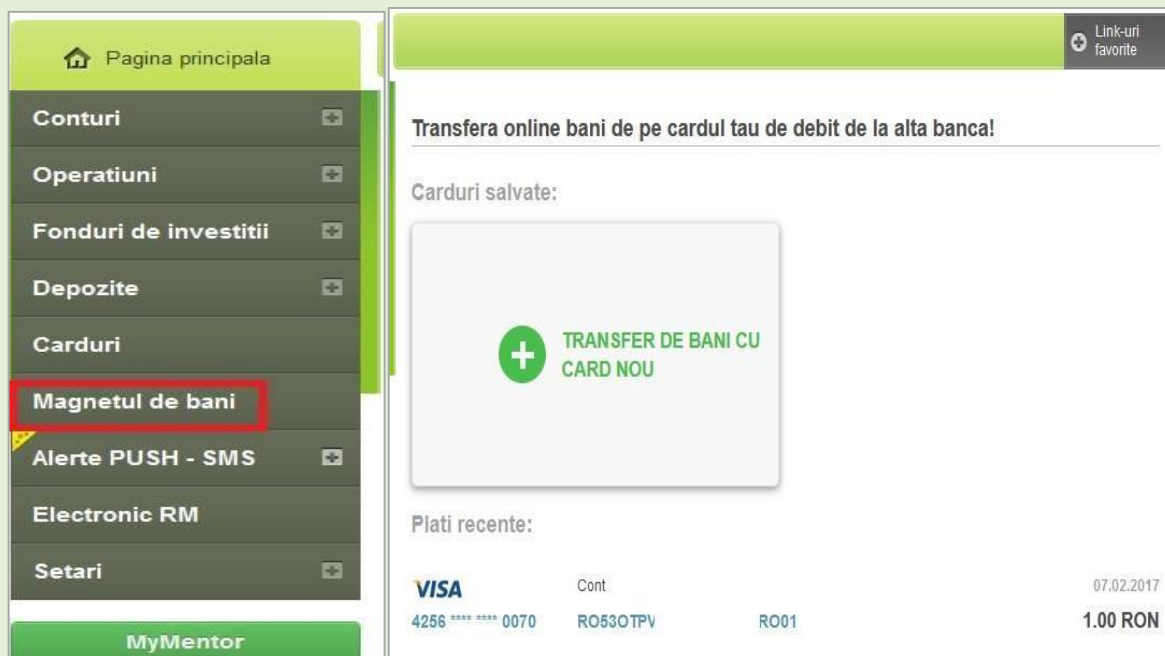 Pagina principala
Conturi
Operatiuni
Fonduri de investitii
Depozite
Carduri
Magnetul de bani
Alerte PUSH - SMS
Electronic RM
Setari
MyMentor
Link-uri
favorite
Transfera online bani de pe cardul tau de debit de la alta banca!
Carduri salvate:
TRANSFER DE BANI CU
CARD NOU
Plati recente:
VISA Cont 07.02.2017
4256 **** **** 0070 RO53OTPV RO01 1.00 RON